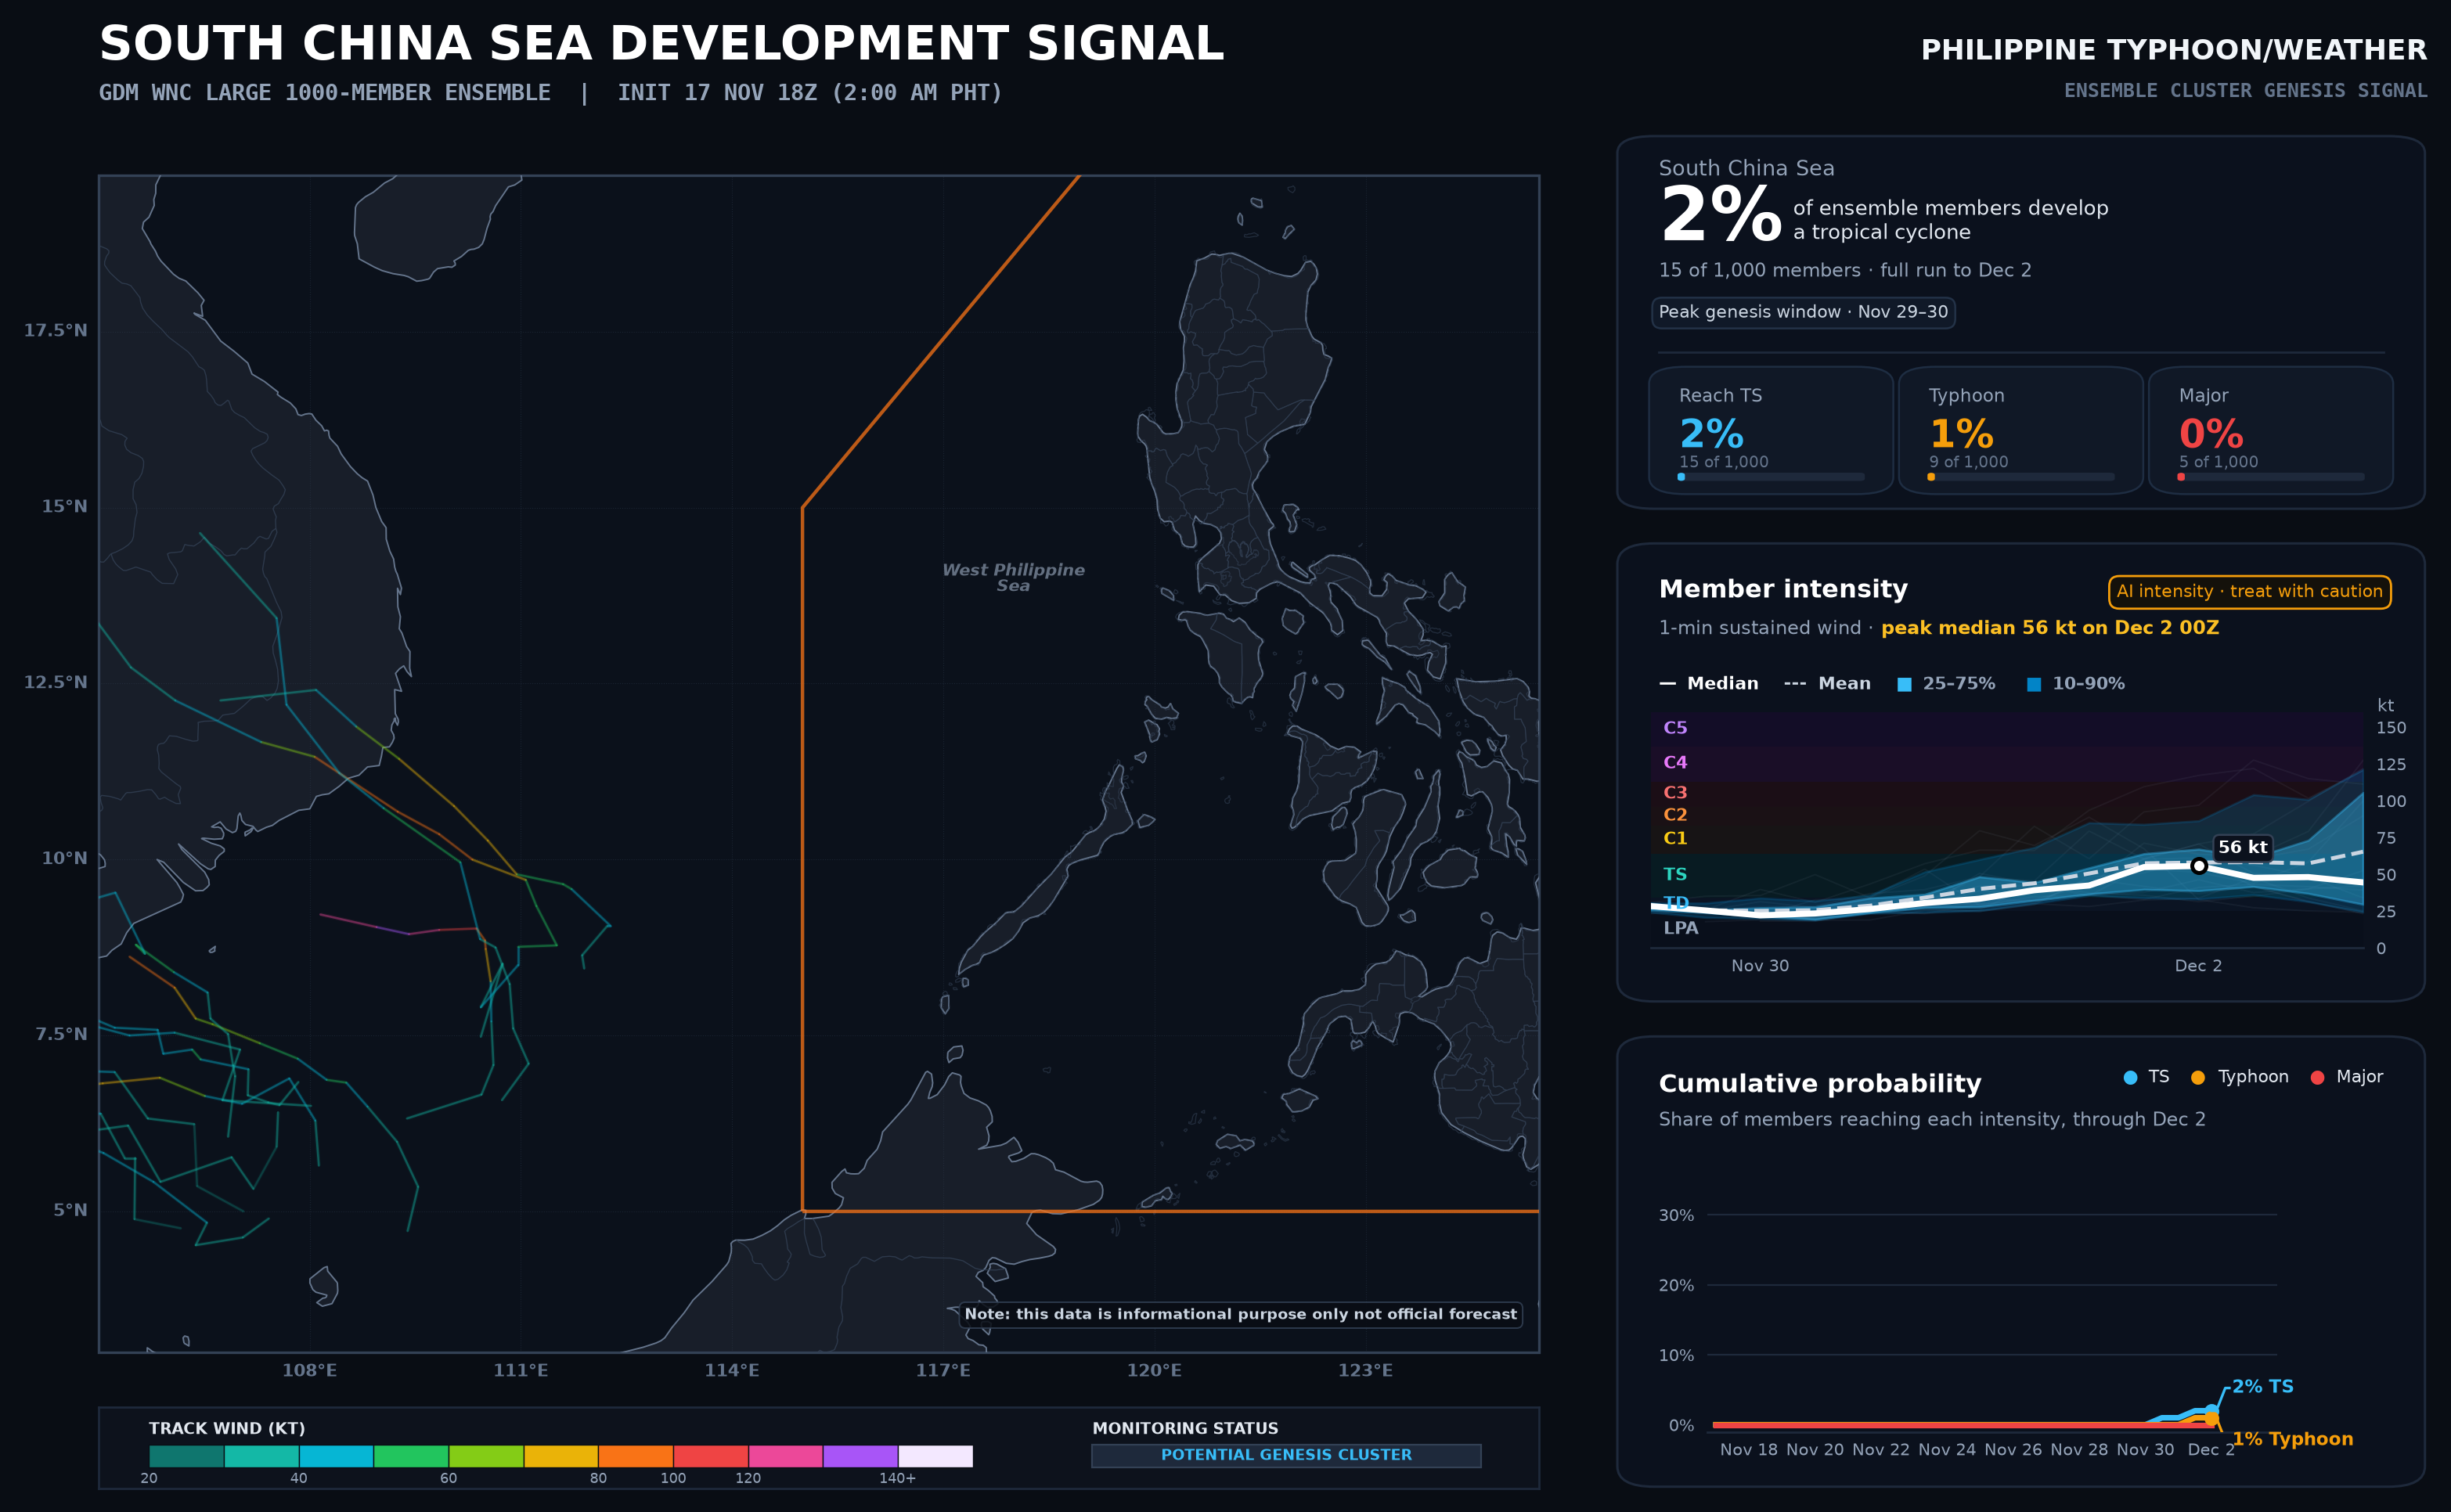 SOUTH CHINA SEA DEVELOPMENT SIGNAL
GDM WNC LARGE 1000-MEMBER ENSEMBLE | INIT 17 NOV 18Z (2:00 AM PHT)
PHILIPPINE TYPHOON/WEATHER
ENSEMBLE CLUSTER GENESIS SIGNAL
17.5°N
15°N
12.5°N
10°N
7.5°N
5°N
West Philippine
Sea
Note: this data is informational purpose only not official forecast
108°E
111°E
114°E
117°E
120°E
123°E
TRACK WIND (KT)
20
40
60
80
100
120
140+
MONITORING STATUS
POTENTIAL GENESIS CLUSTER
South China Sea
2% of ensemble members develop
a tropical cyclone
15 of 1,000 members · full run to Dec 2
Peak genesis window · Nov 29–30
Reach TS
2%
15 of 1,000
Typhoon
1%
9 of 1,000
Major
0%
5 of 1,000
Member intensity
AI intensity · treat with caution
1-min sustained wind · peak median 56 kt on Dec 2 00Z
Median
Mean
25–75%
10–90%
kt
150
125
100
75
50
25
0
C5
C4
C3
C2
C1
TS
TD
LPA
56 kt
Nov 30
Dec 2
Cumulative probability
TS
Typhoon
Major
Share of members reaching each intensity, through Dec 2
30%
20%
10%
0%
2% TS
1% Typhoon
Nov 18
Nov 20
Nov 22
Nov 24
Nov 26
Nov 28
Nov 30
Dec 2